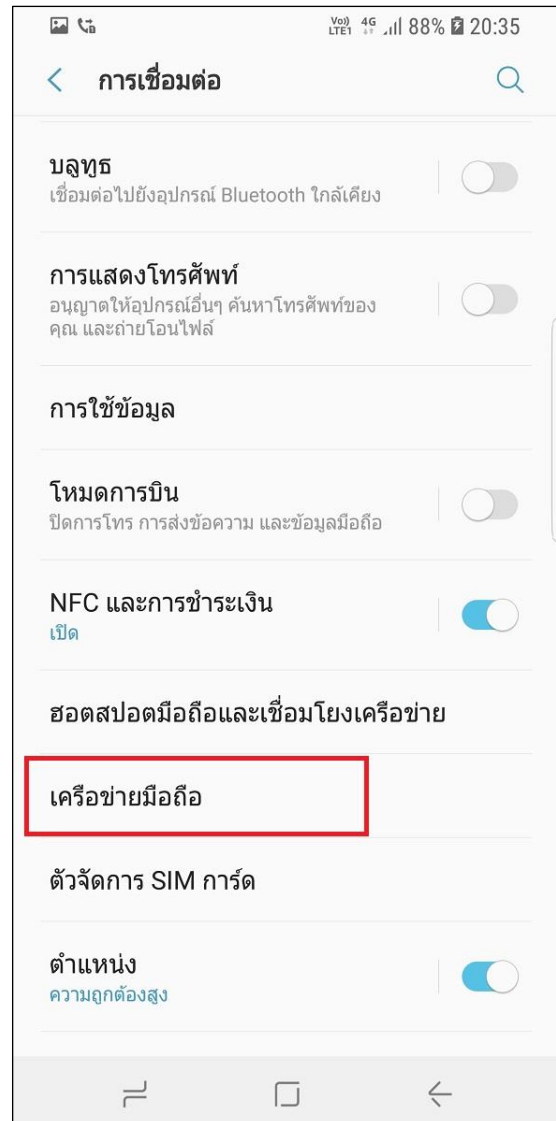 Vo)) LTE1 4G 88% 20:35
การเชื่อมต่อ
บลูทูธ
เชื่อมต่อไปยังอุปกรณ์ Bluetooth ใกล้เคียง
การแสดงโทรศัพท์
อนุญาตให้อุปกรณ์อื่นๆ ค้นหาโทรศัพท์ของ
คุณ และถ่ายโอนไฟล์
การใช้ข้อมูล
โหมดการบิน
ปิดการโทร การส่งข้อความ และข้อมูลมือถือ
NFC และการชำระเงิน
เปิด
ฮอตสปอตมือถือและเชื่อมโยงเครือข่าย
เครือข่ายมือถือ
ตัวจัดการ SIM การ์ด
ตำแหน่ง
ความถูกต้องสูง